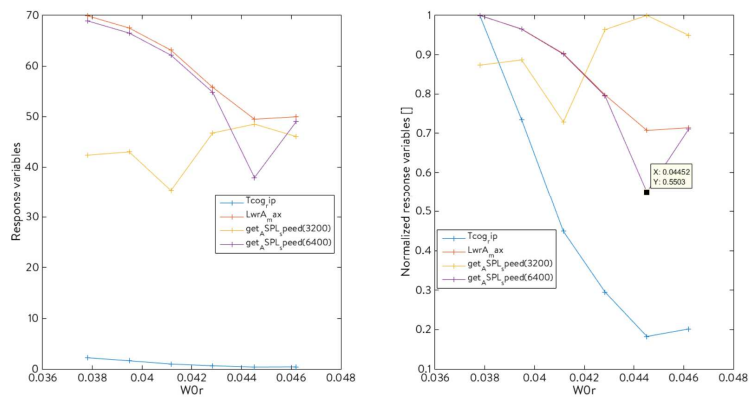 70
60
50
40
30
20
10
0
Response variables
0.036
0.038
0.04
0.042
0.044
0.046
0.048
W0r
Tcog_rip
LwrA_max
get_ASPL_speed(3200)
get_ASPL_speed(6400)
1
0.9
0.8
0.7
0.6
0.5
0.4
0.3
0.2
0.1
Normalized response variables []
0.036
0.038
0.04
0.042
0.044
0.046
0.048
W0r
X: 0.04452
Y: 0.5503
Tcog_rip
LwrA_max
get_ASPL_speed(3200)
get_ASPL_speed(6400)